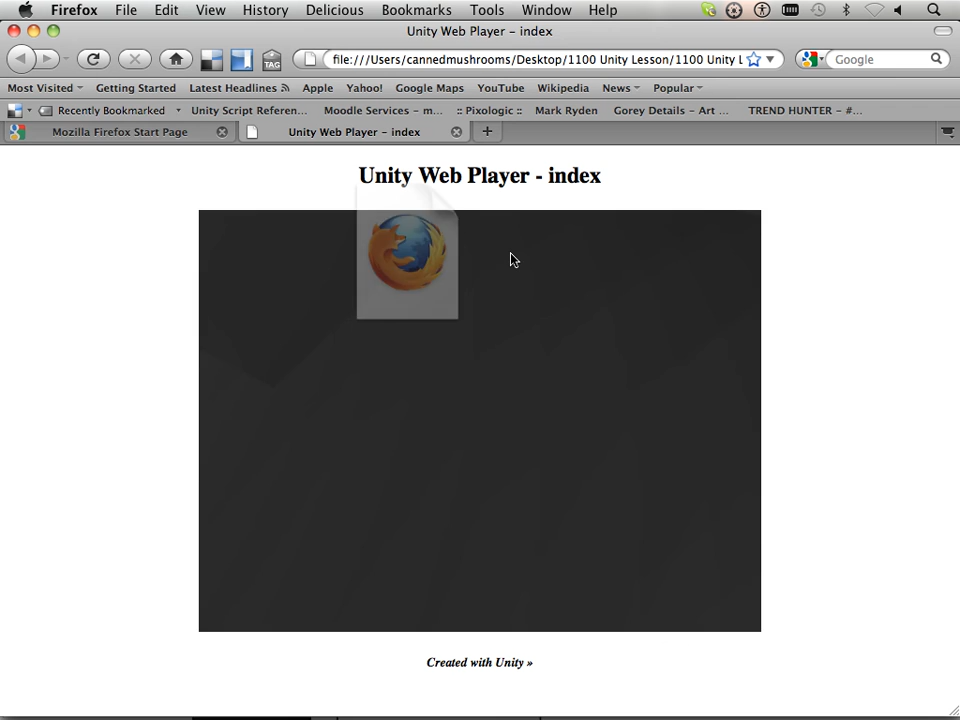 Firefox File Edit View History Delicious Bookmarks Tools Window Help
Unity Web Player – index
TAG file:///Users/cannedmushrooms/Desktop/1100 Unity Lesson/1100 Unity L Google
Most Visited Getting Started Latest Headlines Apple Yahoo! Google Maps YouTube Wikipedia News Popular
Recently Bookmarked Unity Script Referen... Moodle Services – m... :: Pixologic :: Mark Ryden Gorey Details – Art ... TREND HUNTER – #...
Mozilla Firefox Start Page Unity Web Player – index
Unity Web Player - index
Created with Unity »